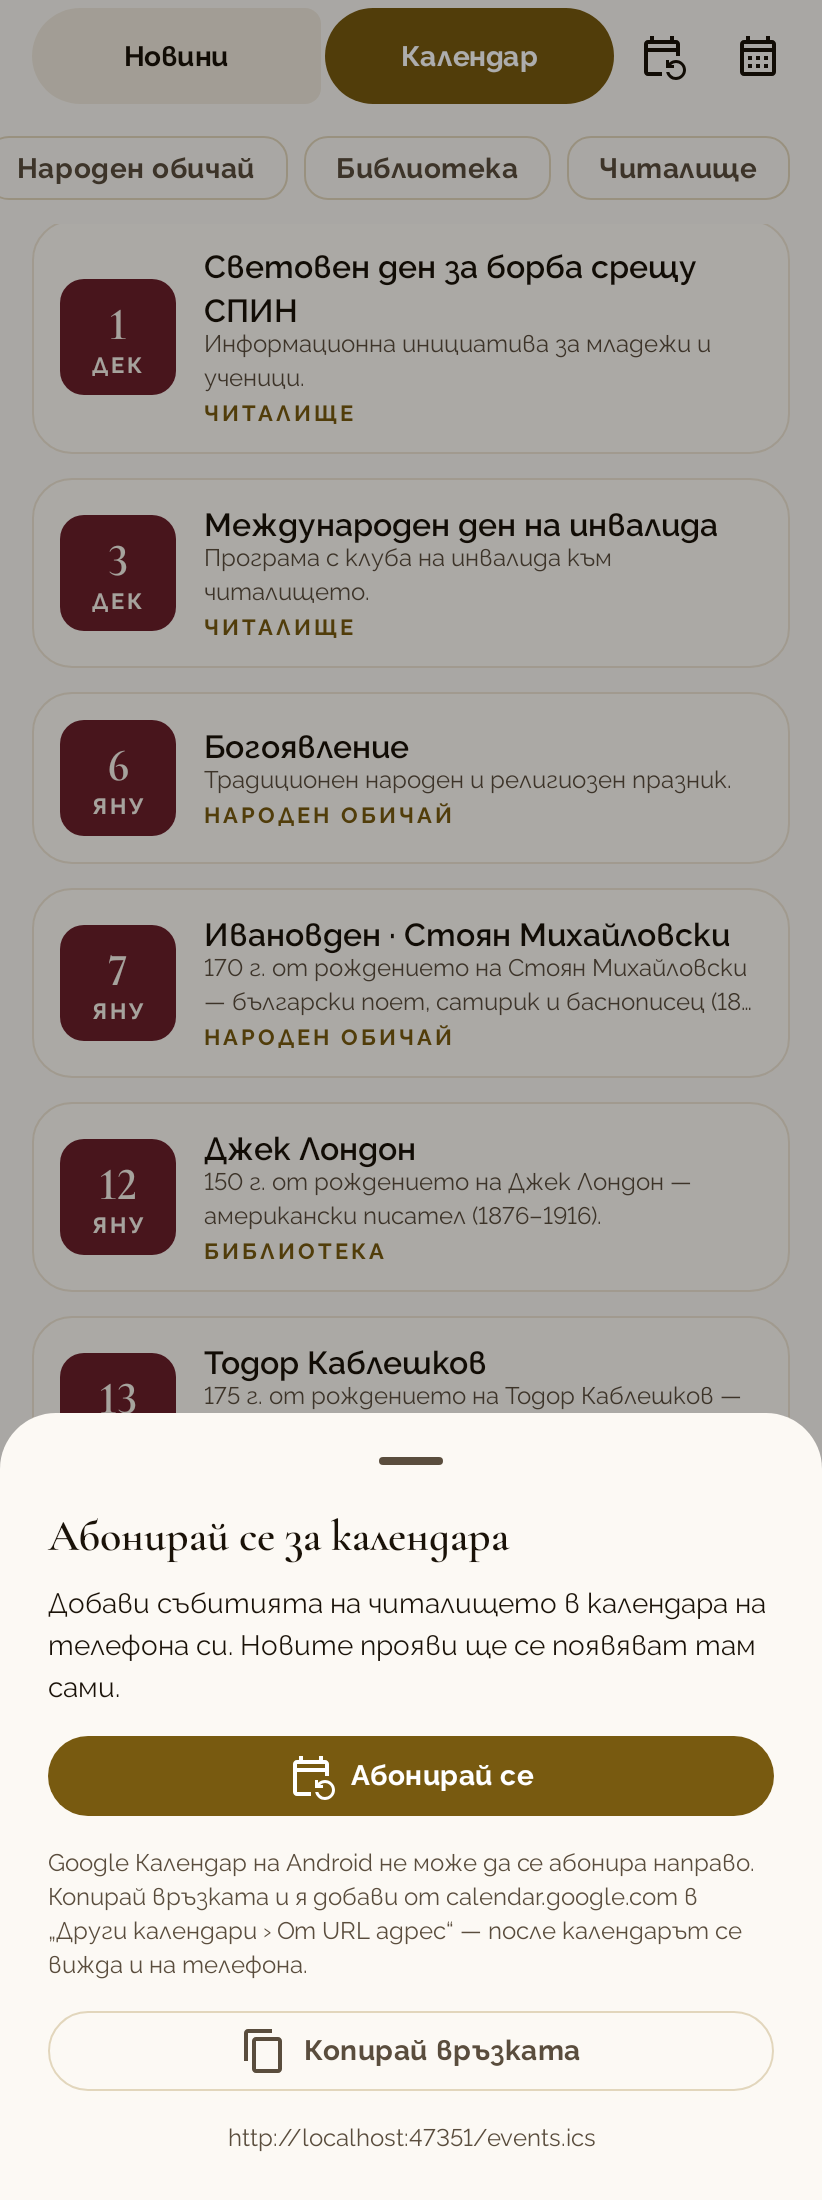 Новини
Календар
Народен обичай
Библиотека
Читалище
1
ДЕК
Световен ден за борба срещу
СПИН
Информационна инициатива за младежи и
ученици.
ЧИТАЛИЩЕ
3
ДЕК
Международен ден на инвалида
Програма с клуба на инвалида към
читалището.
ЧИТАЛИЩЕ
6
ЯНУ
Богоявление
Традиционен народен и религиозен празник.
НАРОДЕН ОБИЧАЙ
7
ЯНУ
Ивановден · Стоян Михайловски
170 г. от рождението на Стоян Михайловски
— български поет, сатирик и баснописец (18…
НАРОДЕН ОБИЧАЙ
12
ЯНУ
Джек Лондон
150 г. от рождението на Джек Лондон —
американски писател (1876–1916).
БИБЛИОТЕКА
13
Тодор Каблешков
175 г. от рождението на Тодор Каблешков —
Абонирай се за календара
Добави събитията на читалището в календара на
телефона си. Новите прояви ще се появяват там
сами.
Абонирай се
Google Календар на Android не може да се абонира направо.
Копирай връзката и я добави от calendar.google.com в
„Други календари › От URL адрес“ — после календарът се
вижда и на телефона.
Копирай връзката
http://localhost:47351/events.ics